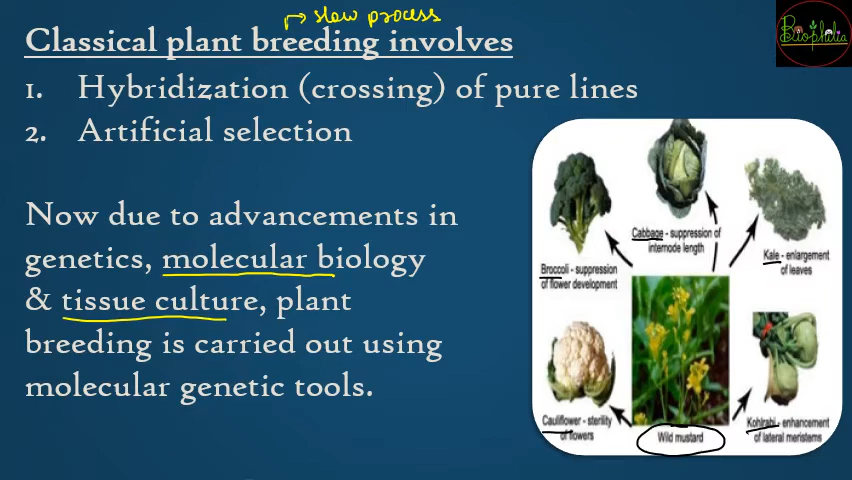 slow process
Classical plant breeding involves
Biophilia
1. Hybridization (crossing) of pure lines
2. Artificial selection
Now due to advancements in
genetics, molecular biology
& tissue culture, plant
breeding is carried out using
molecular genetic tools.
Cabbage - suppression of
internode length
Kale - enlargement
of leaves
Broccoli - suppression
of flower development
Cauliflower - sterility
of flowers
Wild mustard
Kohlrabi - enhancement
of lateral meristems